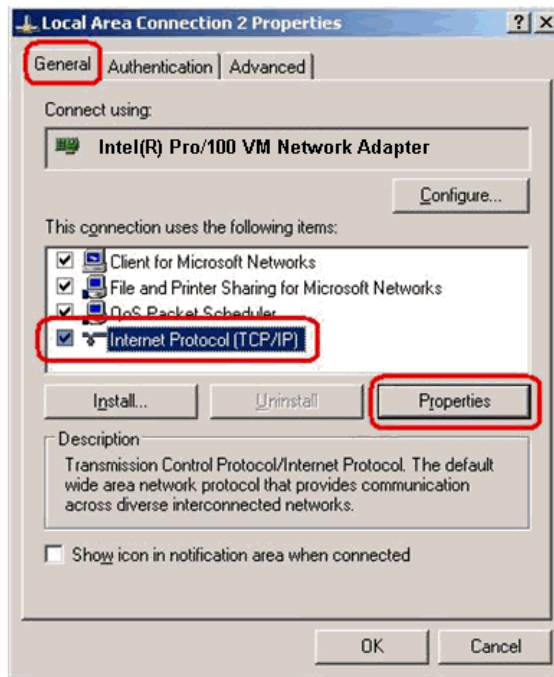 Local Area Connection 2 Properties
General
Authentication
Advanced
Connect using:
Intel(R) Pro/100 VM Network Adapter
Configure...
This connection uses the following items:
Client for Microsoft Networks
File and Printer Sharing for Microsoft Networks
QoS Packet Scheduler
Internet Protocol (TCP/IP)
Install...
Uninstall
Properties
Description
Transmission Control Protocol/Internet Protocol. The default
wide area network protocol that provides communication
across diverse interconnected networks.
Show icon in notification area when connected
OK
Cancel